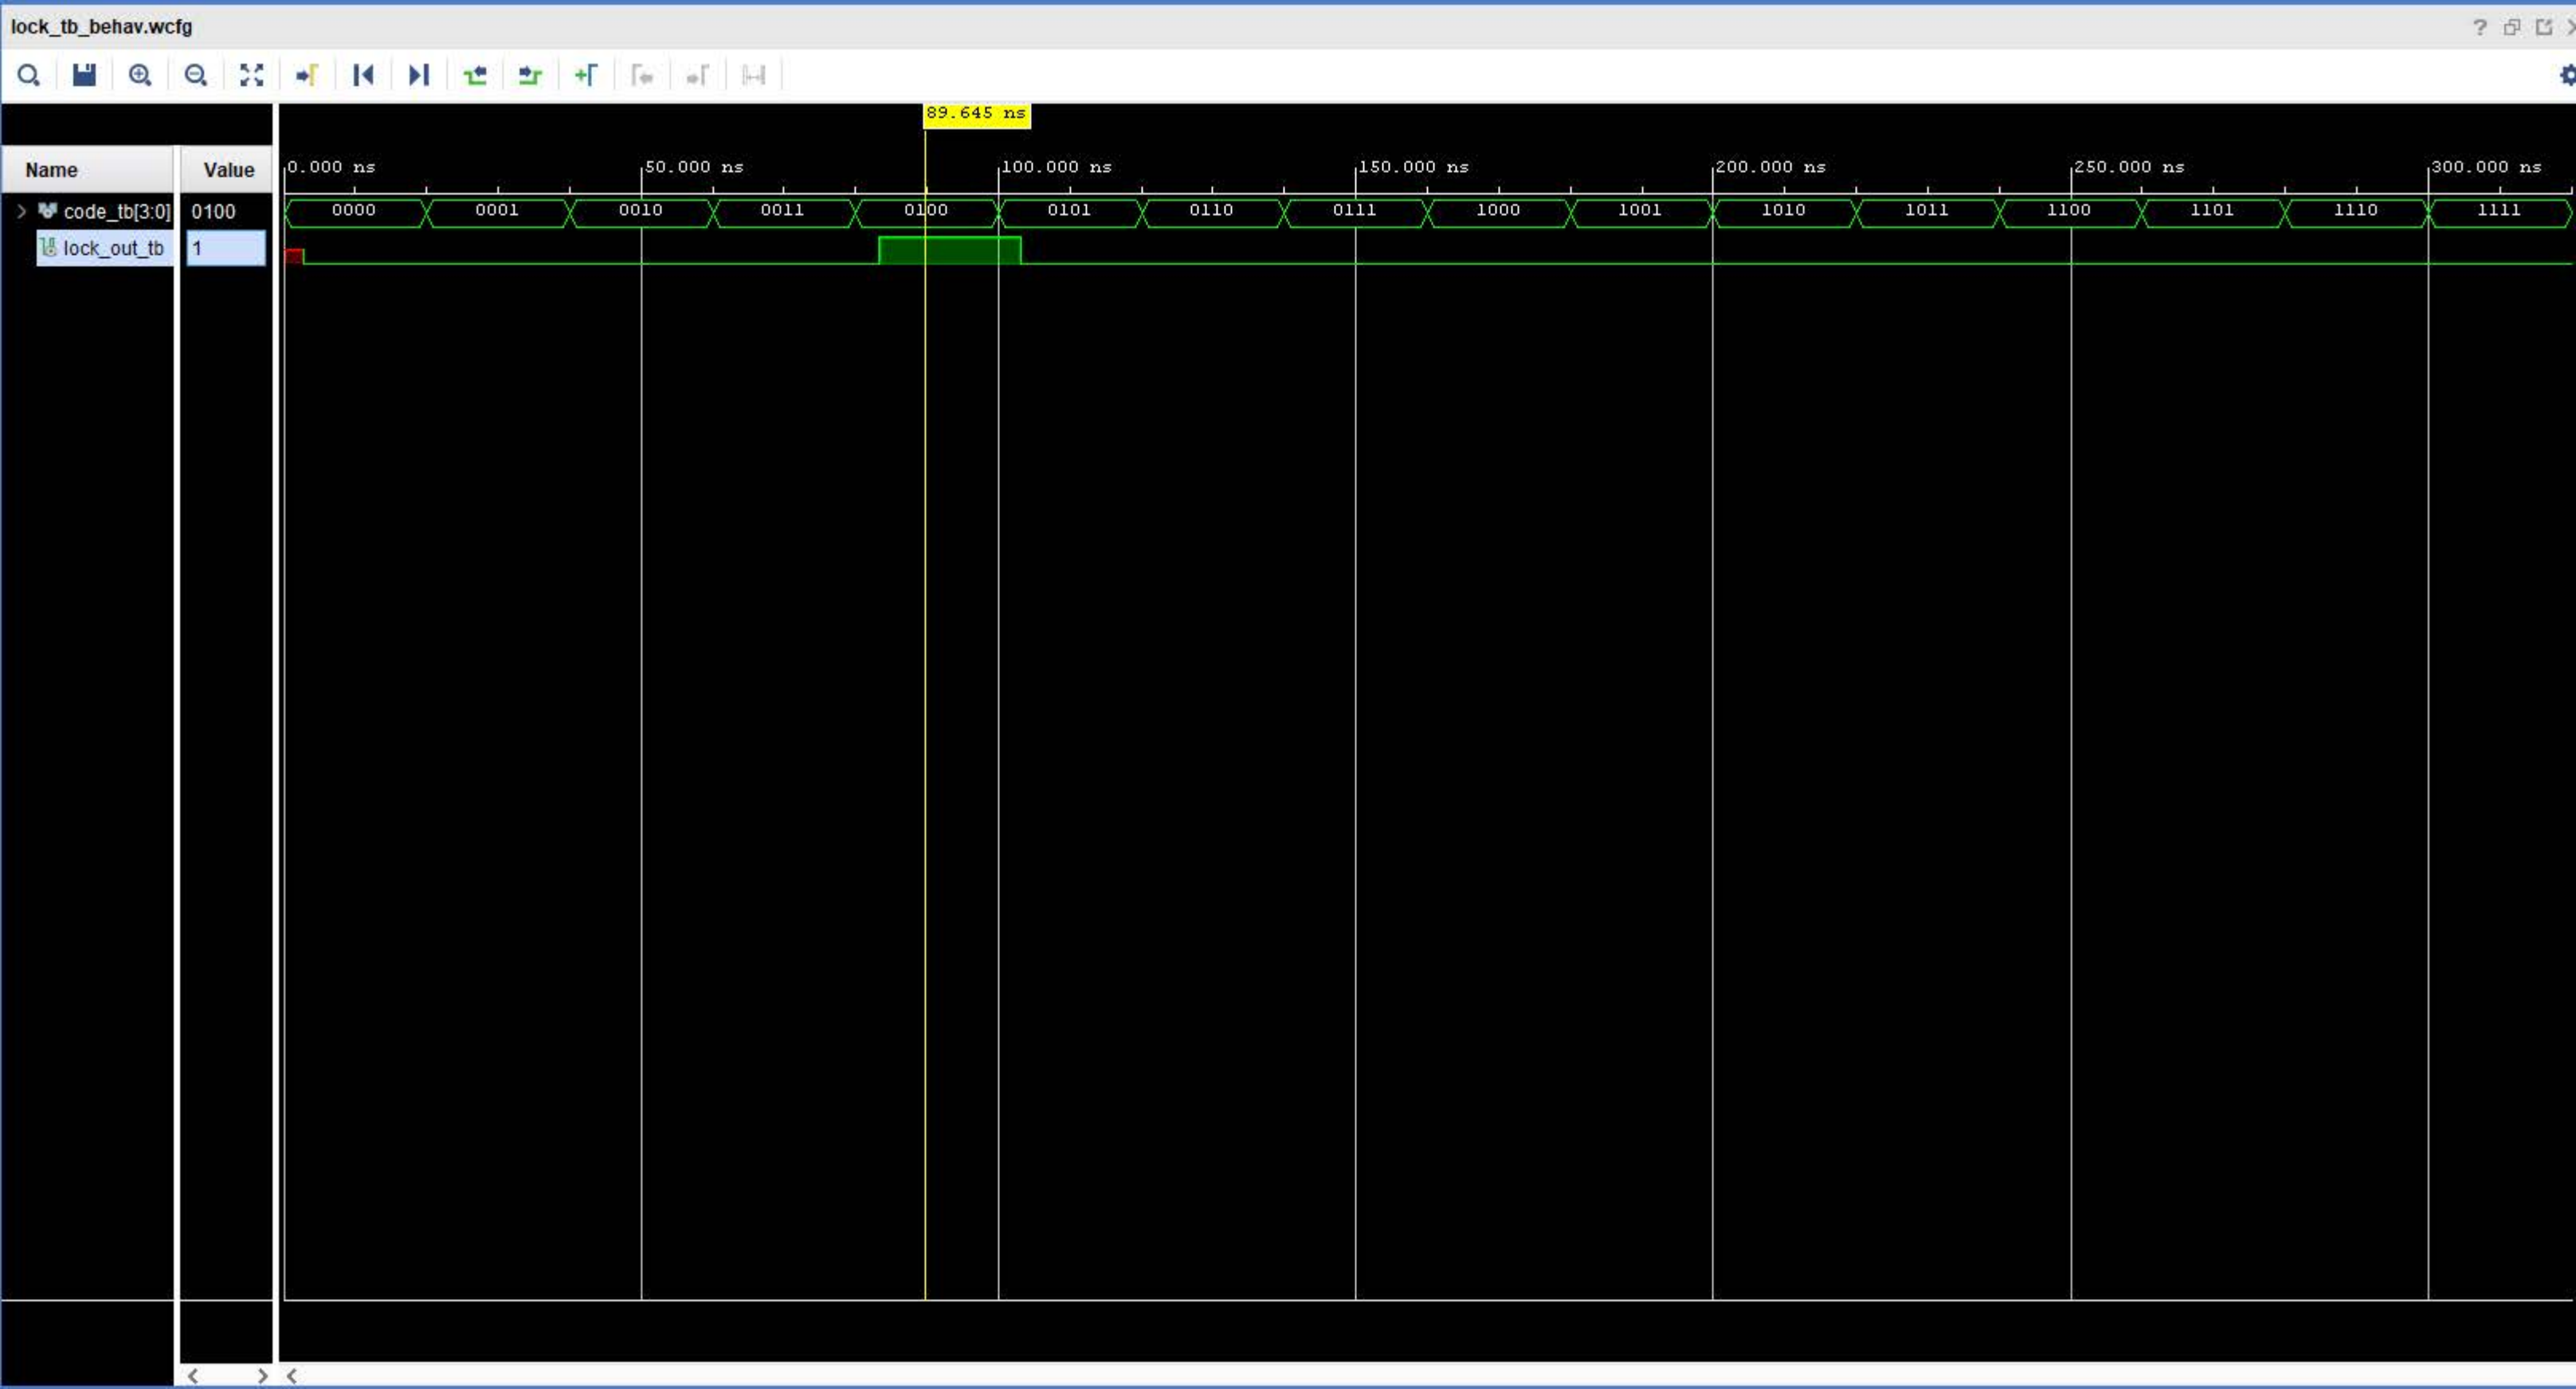 lock_tb_behav.wcfg
89.645 ns
Name Value 0.000 ns 50.000 ns 100.000 ns 150.000 ns 200.000 ns 250.000 ns 300.000 ns
code_tb[3:0] 0100 0000 0001 0010 0011 0100 0101 0110 0111 1000 1001 1010 1011 1100 1101 1110 1111
lock_out_tb 1